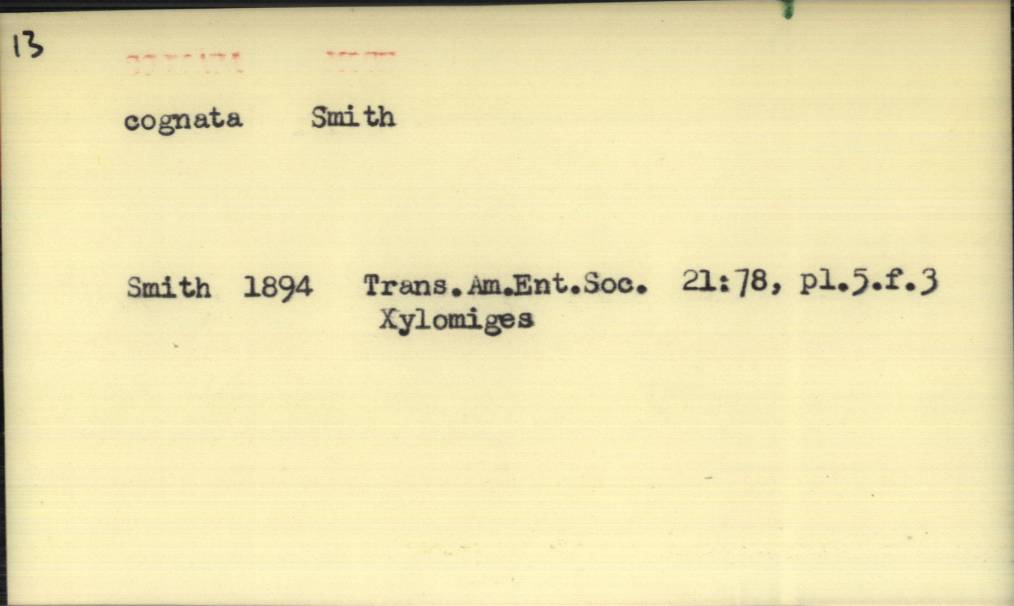 13
cognata Smith
Smith 1894 Trans.Am.Ent.Soc. 21:78, pl.5.f.3
Xylomiges